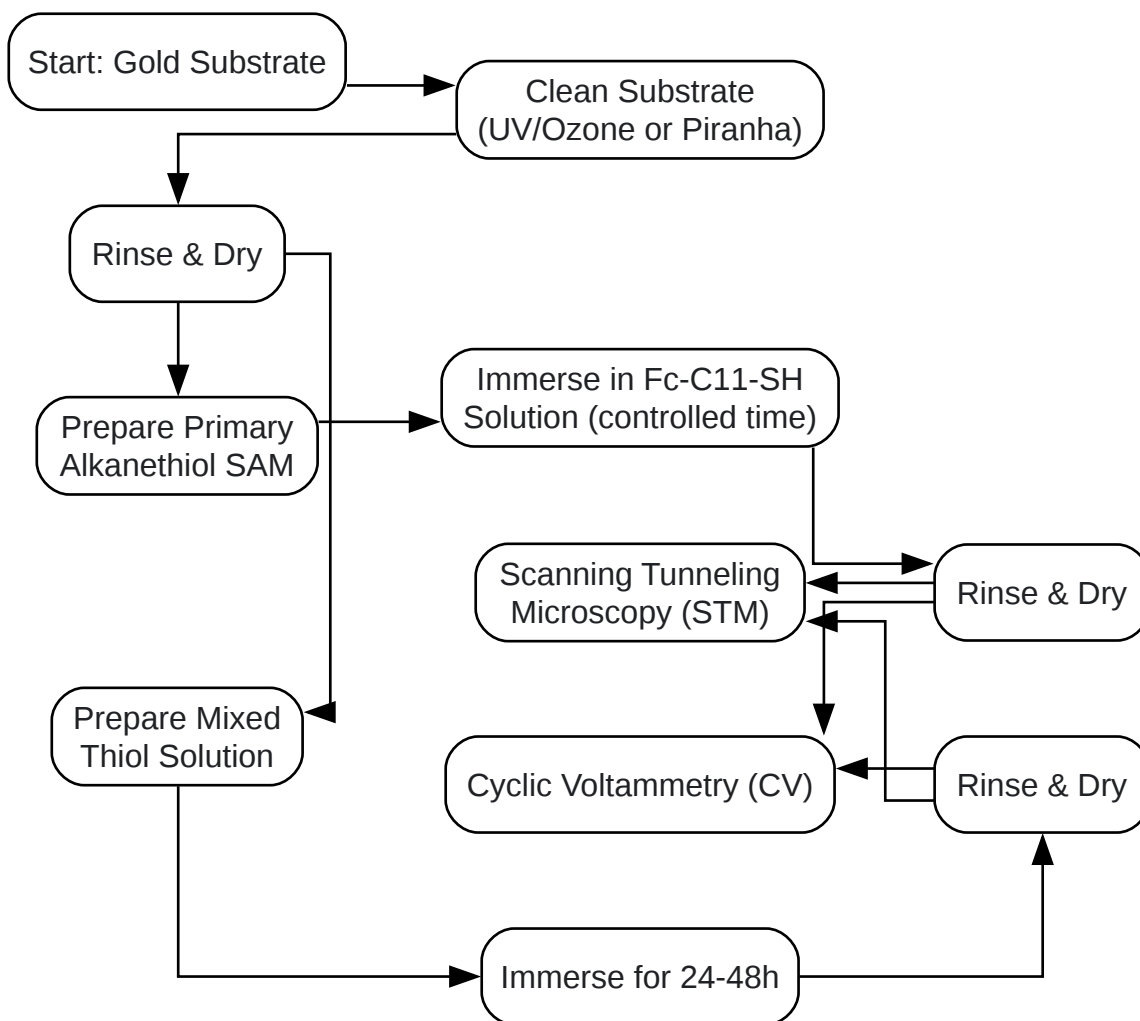 Start: Gold Substrate
Clean Substrate
(UV/Ozone or Piranha)
Rinse & Dry
Prepare Primary
Alkanethiol SAM
Immerse in Fc-C11-SH
Solution (controlled time)
Scanning Tunneling
Microscopy (STM)
Rinse & Dry
Prepare Mixed
Thiol Solution
Cyclic Voltammetry (CV)
Rinse & Dry
Immerse for 24-48h